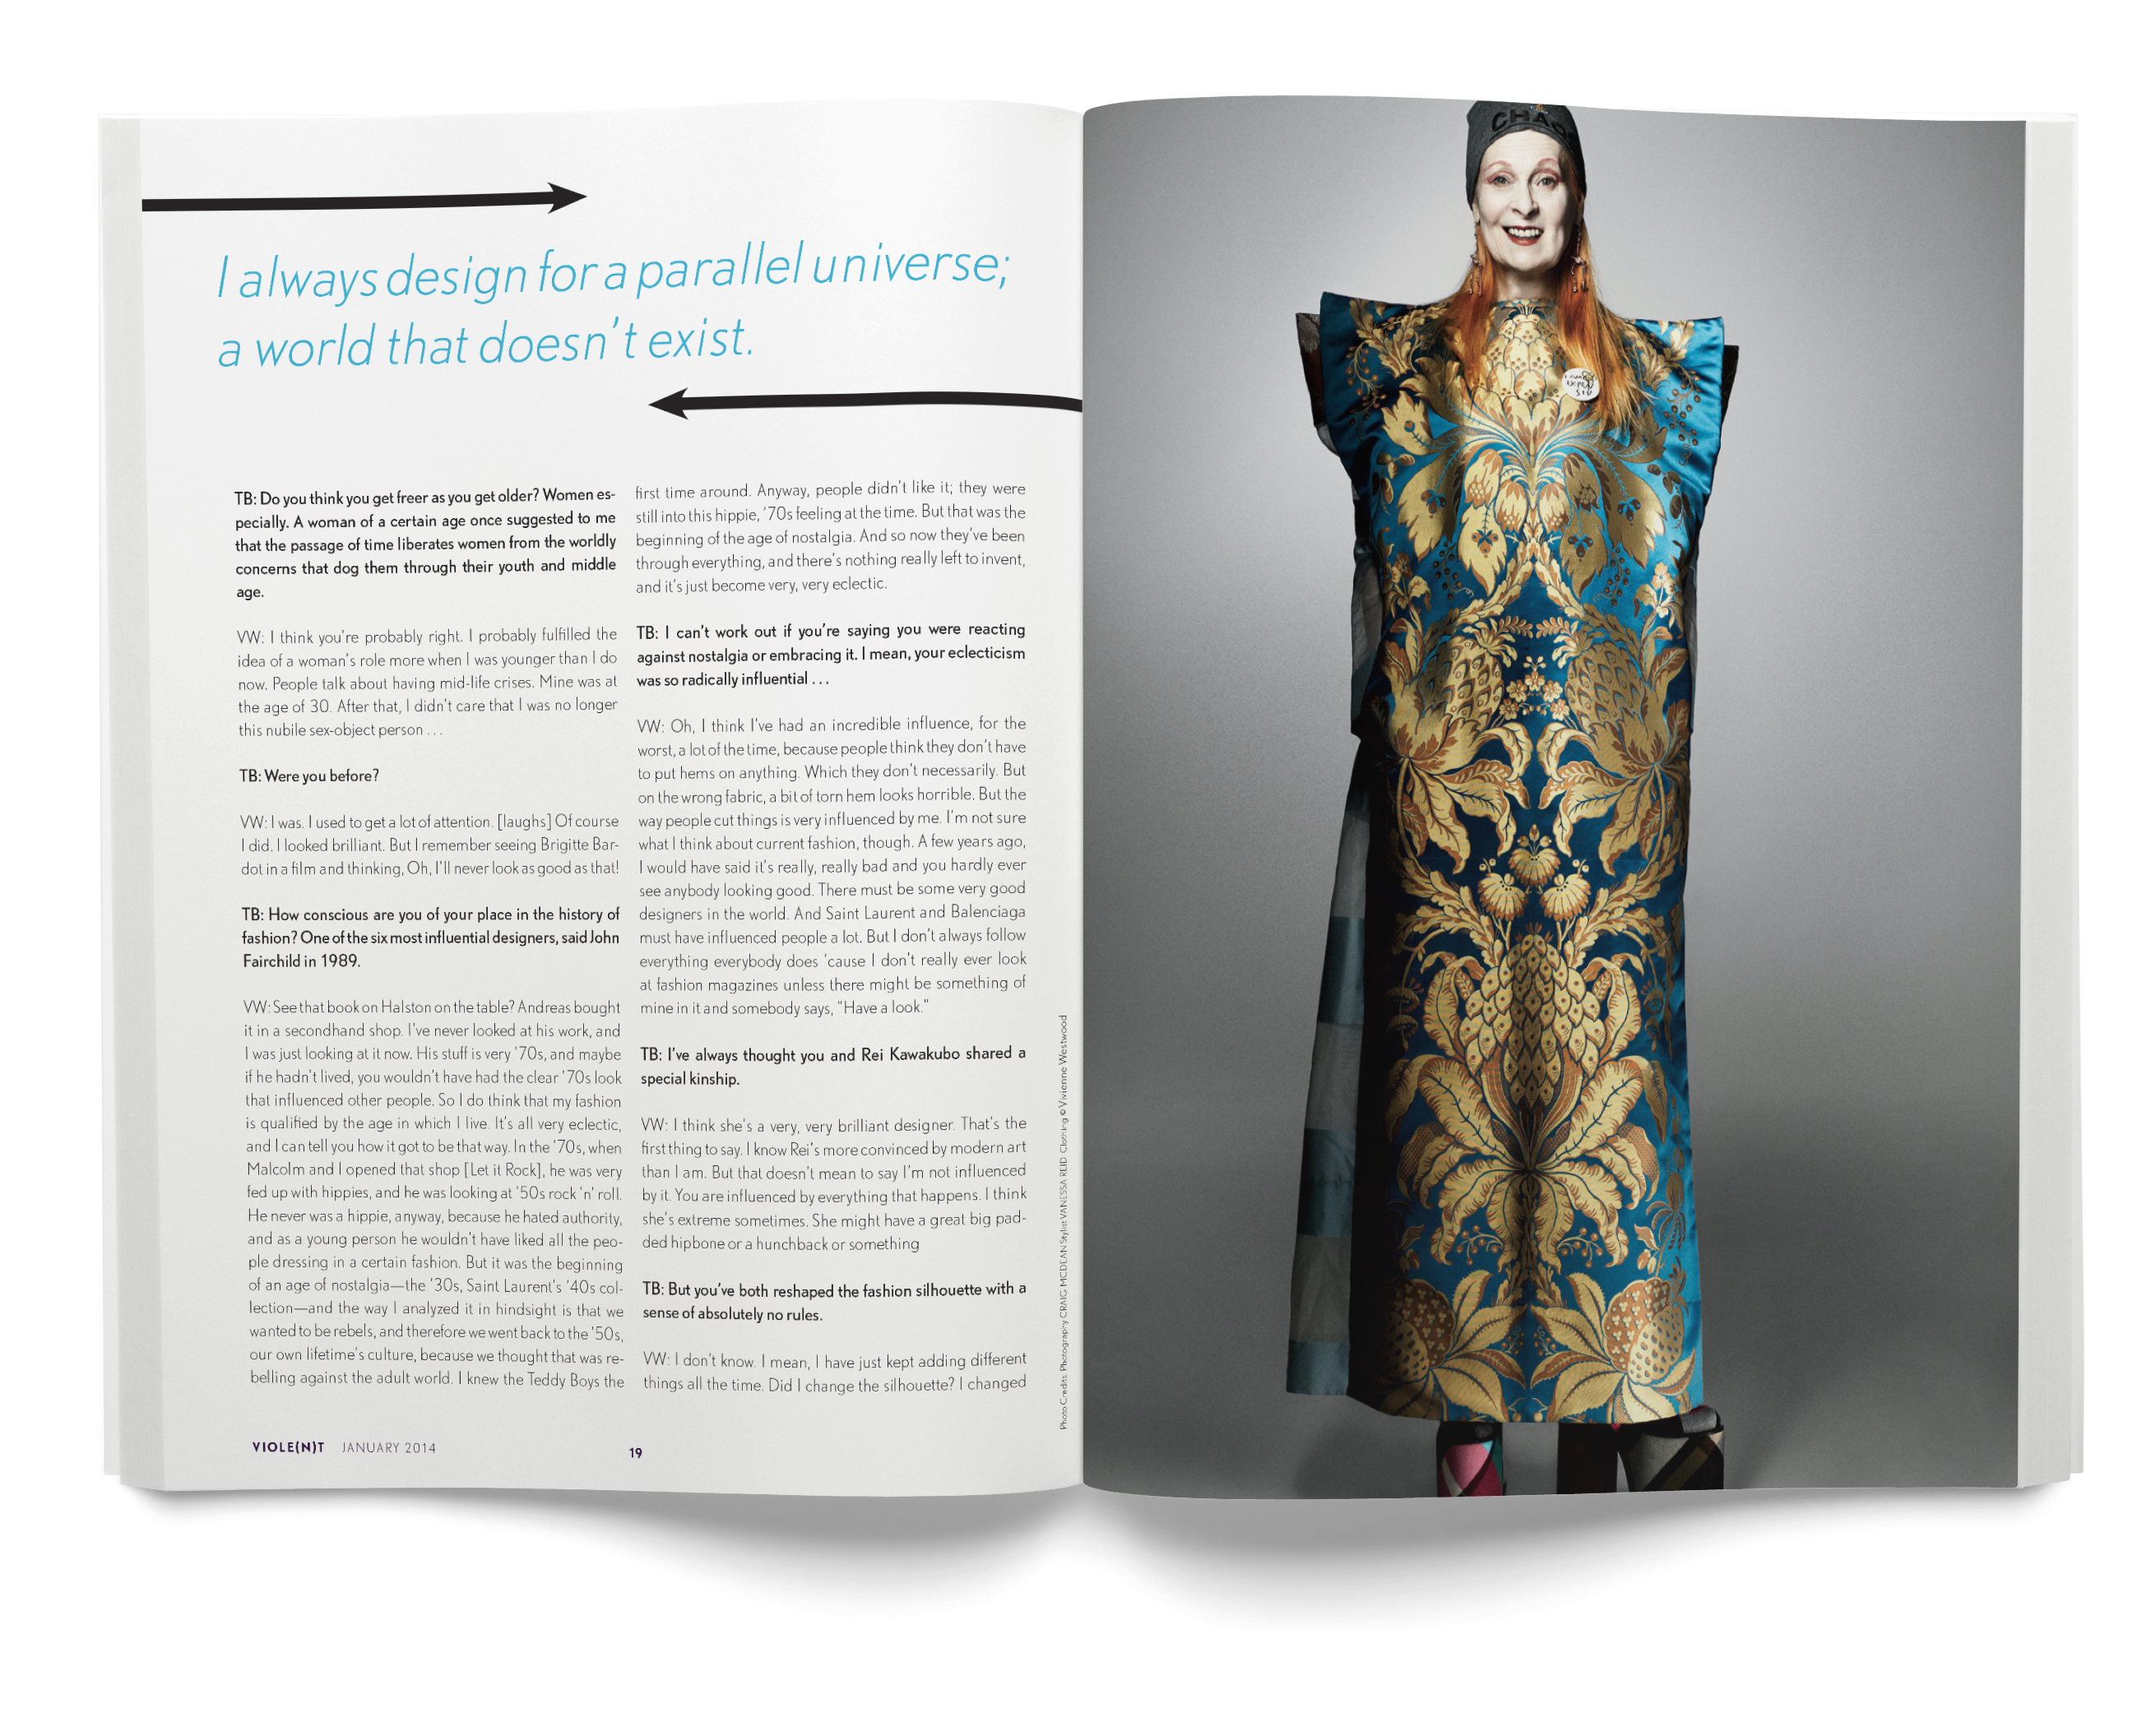 I always design for a parallel universe;
a world that doesn't exist.
TB: Do you think you get freer as you get older? Women es-
pecially. A woman of a certain age once suggested to me
that the passage of time liberates women from the worldly
concerns that dog them through their youth and middle
age.
VW: I think you're probably right. I probably fulfilled the
idea of a woman's role more when I was younger than I do
now. People talk about having mid-life crises. Mine was at
the age of 30. After that, I didn't care that I was no longer
this nubile sex-object person . . .
TB: Were you before?
VW: I was. I used to get a lot of attention. [laughs] Of course
I did. I looked brilliant. But I remember seeing Brigitte Bar-
dot in a film and thinking, Oh, I'll never look as good as that!
TB: How conscious are you of your place in the history of
fashion? One of the six most influential designers, said John
Fairchild in 1989.
VW: See that book on Halston on the table? Andreas bought
it in a secondhand shop. I've never looked at his work, and
I was just looking at it now. His stuff is very '70s, and maybe
if he hadn't lived, you wouldn't have had the clear '70s look
that influenced other people. So I do think that my fashion
is qualified by the age in which I live. It's all very eclectic,
and I can tell you how it got to be that way. In the '70s, when
Malcolm and I opened that shop [Let it Rock], he was very
fed up with hippies, and he was looking at '50s rock 'n' roll.
He never was a hippie, anyway, because he hated authority,
and as a young person he wouldn't have liked all the peo-
ple dressing in a certain fashion. But it was the beginning
of an age of nostalgia—the '30s, Saint Laurent's '40s col-
lection—and the way I analyzed it in hindsight is that we
wanted to be rebels, and therefore we went back to the '50s,
our own lifetime's culture, because we thought that was re-
belling against the adult world. I knew the Teddy Boys the
first time around. Anyway, people didn't like it; they were
still into this hippie, '70s feeling at the time. But that was the
beginning of the age of nostalgia. And so now they've been
through everything, and there's nothing really left to invent,
and it's just become very, very eclectic.
TB: I can't work out if you're saying you were reacting
against nostalgia or embracing it. I mean, your eclecticism
was so radically influential . . .
VW: Oh, I think I've had an incredible influence, for the
worst, a lot of the time, because people think they don't have
to put hems on anything. Which they don't necessarily. But
on the wrong fabric, a bit of torn hem looks horrible. But the
way people cut things is very influenced by me. I'm not sure
what I think about current fashion, though. A few years ago,
I would have said it's really, really bad and you hardly ever
see anybody looking good. There must be some very good
designers in the world. And Saint Laurent and Balenciaga
must have influenced people a lot. But I don't always follow
everything everybody does 'cause I don't really ever look
at fashion magazines unless there might be something of
mine in it and somebody says, "Have a look."
TB: I've always thought you and Rei Kawakubo shared a
special kinship.
VW: I think she's a very, very brilliant designer. That's the
first thing to say. I know Rei's more convinced by modern art
than I am. But that doesn't mean to say I'm not influenced
by it. You are influenced by everything that happens. I think
she's extreme sometimes. She might have a great big pad-
ded hipbone or a hunchback or something
TB: But you've both reshaped the fashion silhouette with a
sense of absolutely no rules.
VW: I don't know. I mean, I have just kept adding different
things all the time. Did I change the silhouette? I changed
Photo Credits: Photography CRAIG MCDEAN Stylist VANESSA REID Clothing © Vivienne Westwood
VIOLE(N)T JANUARY 2014
19
I AM